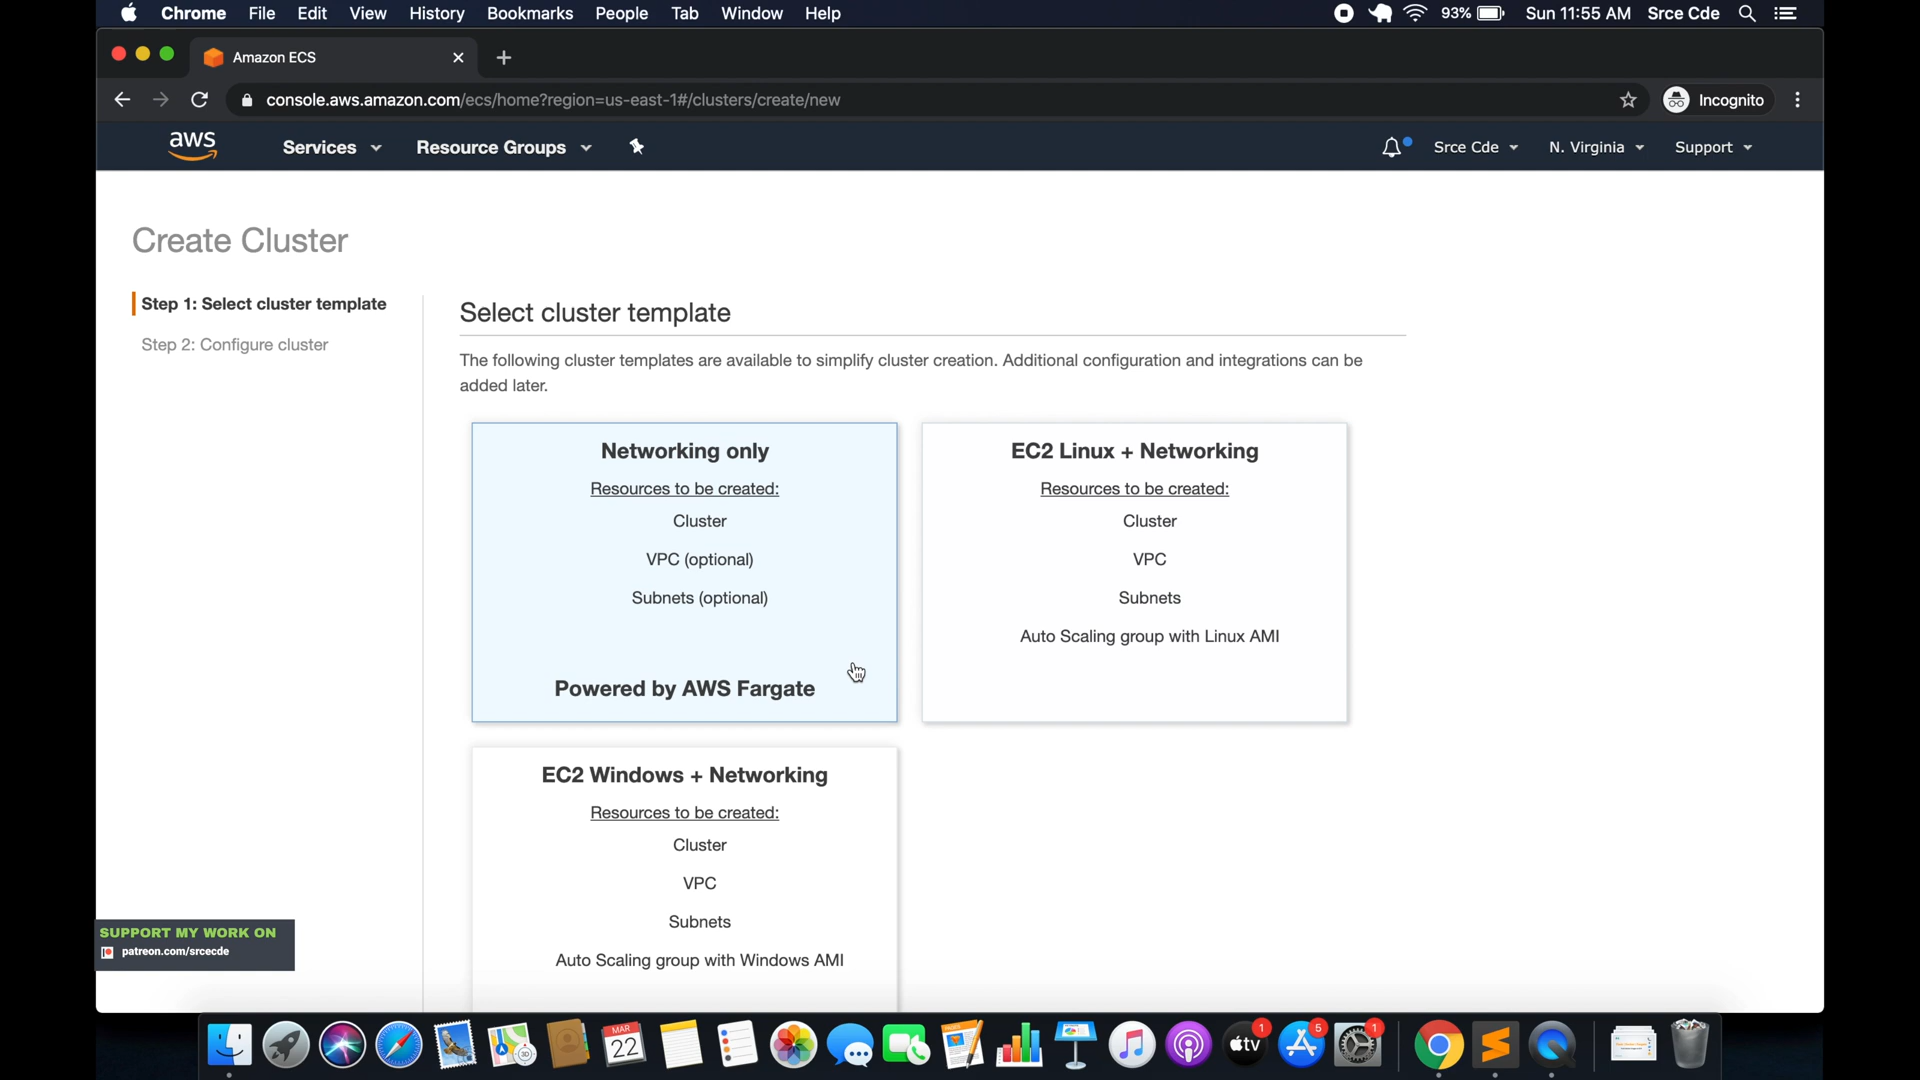 Chrome File Edit View History Bookmarks People Tab Window Help 93% Sun 11:55 AM Srce Cde
Amazon ECS
console.aws.amazon.com/ecs/home?region=us-east-1#/clusters/create/new Incognito
aws Services Resource Groups Srce Cde N. Virginia Support
Create Cluster
Step 1: Select cluster template
Step 2: Configure cluster
Select cluster template
The following cluster templates are available to simplify cluster creation. Additional configuration and integrations can be
added later.
Networking only
Resources to be created:
Cluster
VPC (optional)
Subnets (optional)
Powered by AWS Fargate
EC2 Linux + Networking
Resources to be created:
Cluster
VPC
Subnets
Auto Scaling group with Linux AMI
EC2 Windows + Networking
Resources to be created:
Cluster
VPC
Subnets
Auto Scaling group with Windows AMI
SUPPORT MY WORK ON
patreon.com/srcecde
3D
MAR
22
PAGES
tv
1
5
1